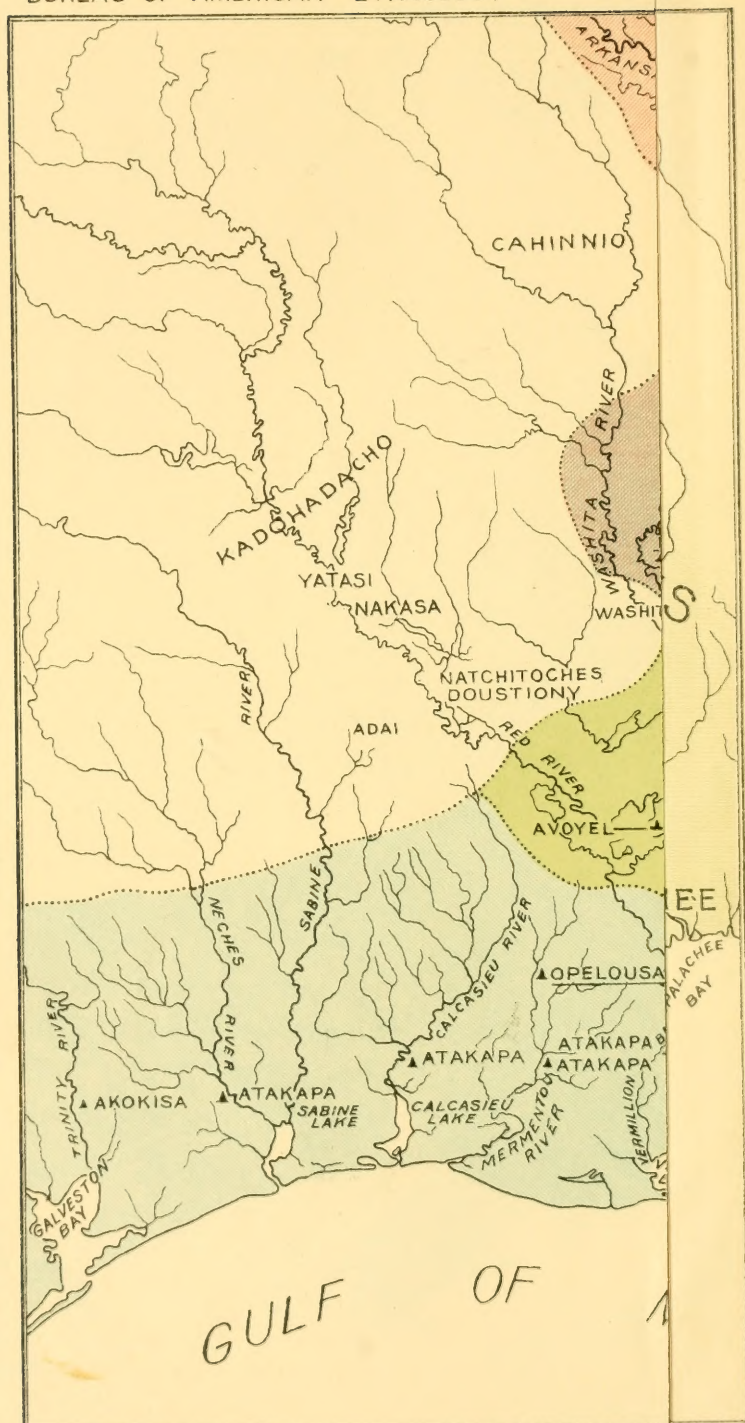 BUREAU OF AMERICAN
ARKANS
CAHINNIO
WASHITA RIVER
KADOHADACHO
YATASI
NAKASA
WASHIT
S
NATCHITOCHES
DOUSTIONY
RIVER
ADAI
RED RIVER
AVOYEL
EE
PALACHEE
BAY
NECHES RIVER
SABINE
CALCASIEU RIVER
OPELOUSA
TRINITY RIVER
ATAKAPA
ATAKAPA B
ATAKAPA
AKOKISA
ATAKAPA
SABINE
LAKE
CALCASIEU
LAKE
MERMENTOU
RIVER
VERMILLION
GALVESTON
BAY
GULF OF